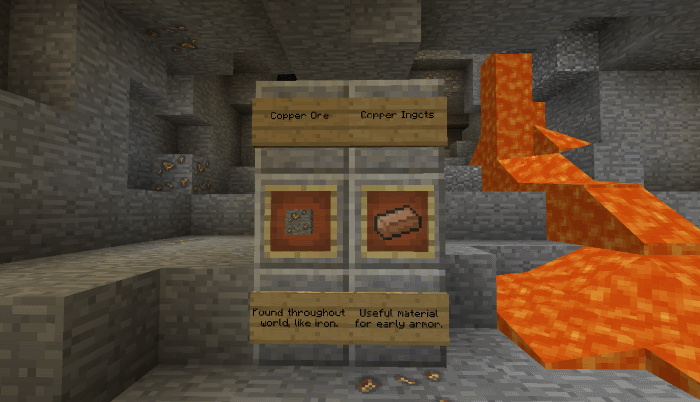 Copper Ore
Copper Ingots
Found throughout
world, like iron.
Useful material
for early armor.